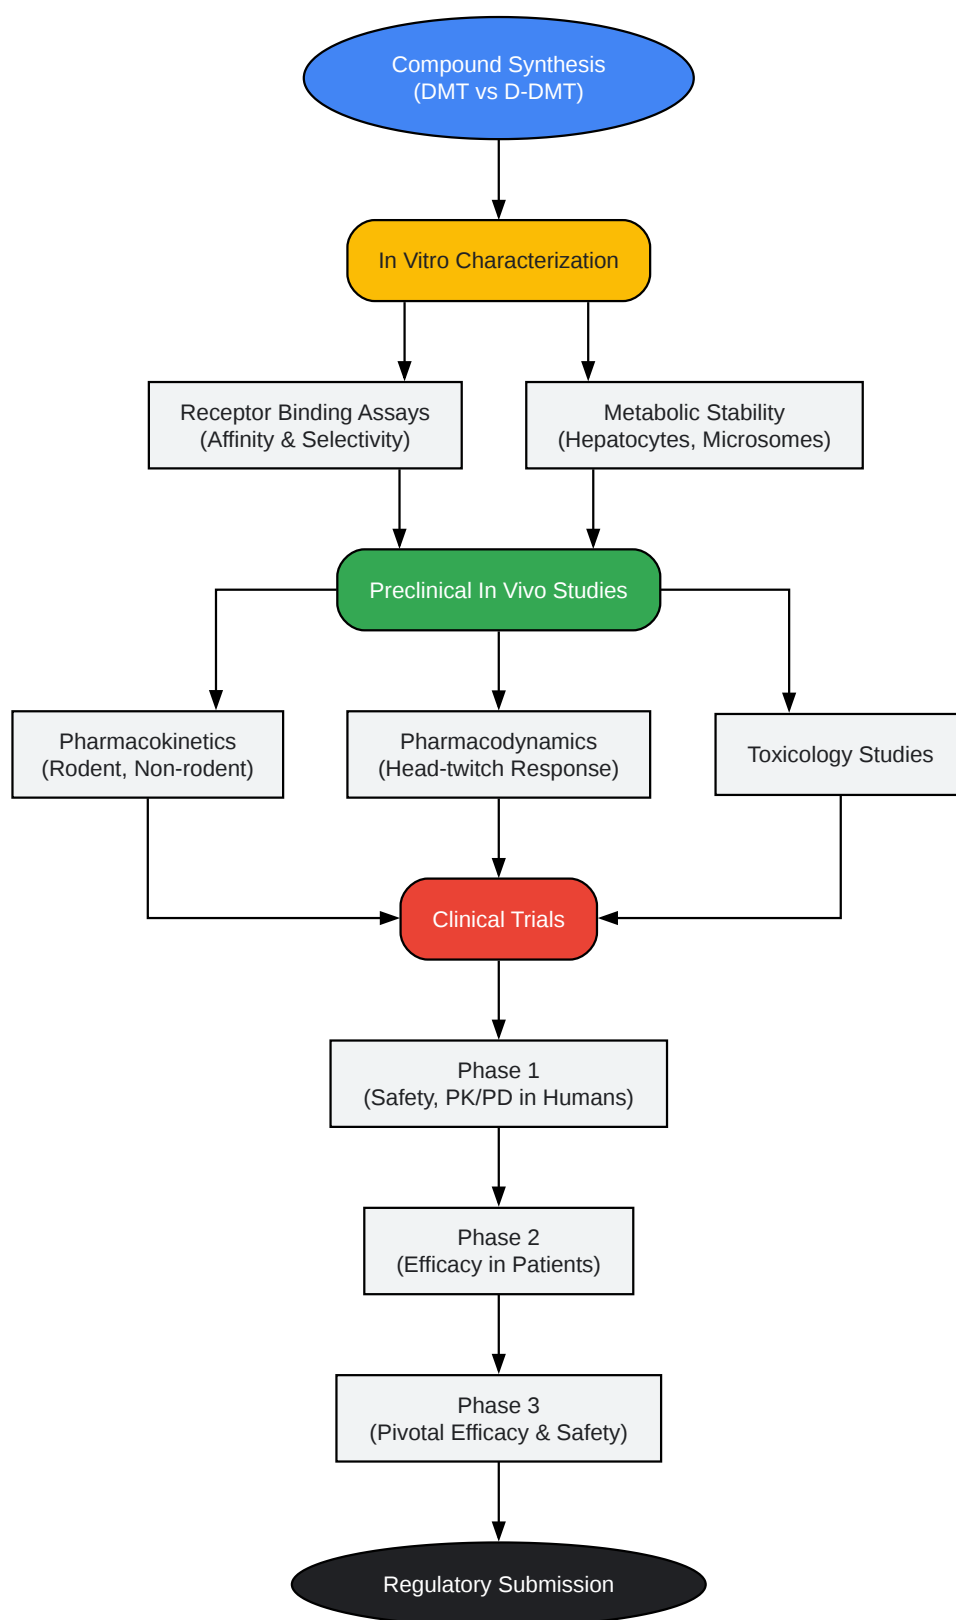 Compound Synthesis
(DMT vs D-DMT)
In Vitro Characterization
Receptor Binding Assays
(Affinity & Selectivity)
Metabolic Stability
(Hepatocytes, Microsomes)
Preclinical In Vivo Studies
Pharmacokinetics
(Rodent, Non-rodent)
Pharmacodynamics
(Head-twitch Response)
Toxicology Studies
Clinical Trials
Phase 1
(Safety, PK/PD in Humans)
Phase 2
(Efficacy in Patients)
Phase 3
(Pivotal Efficacy & Safety)
Regulatory Submission